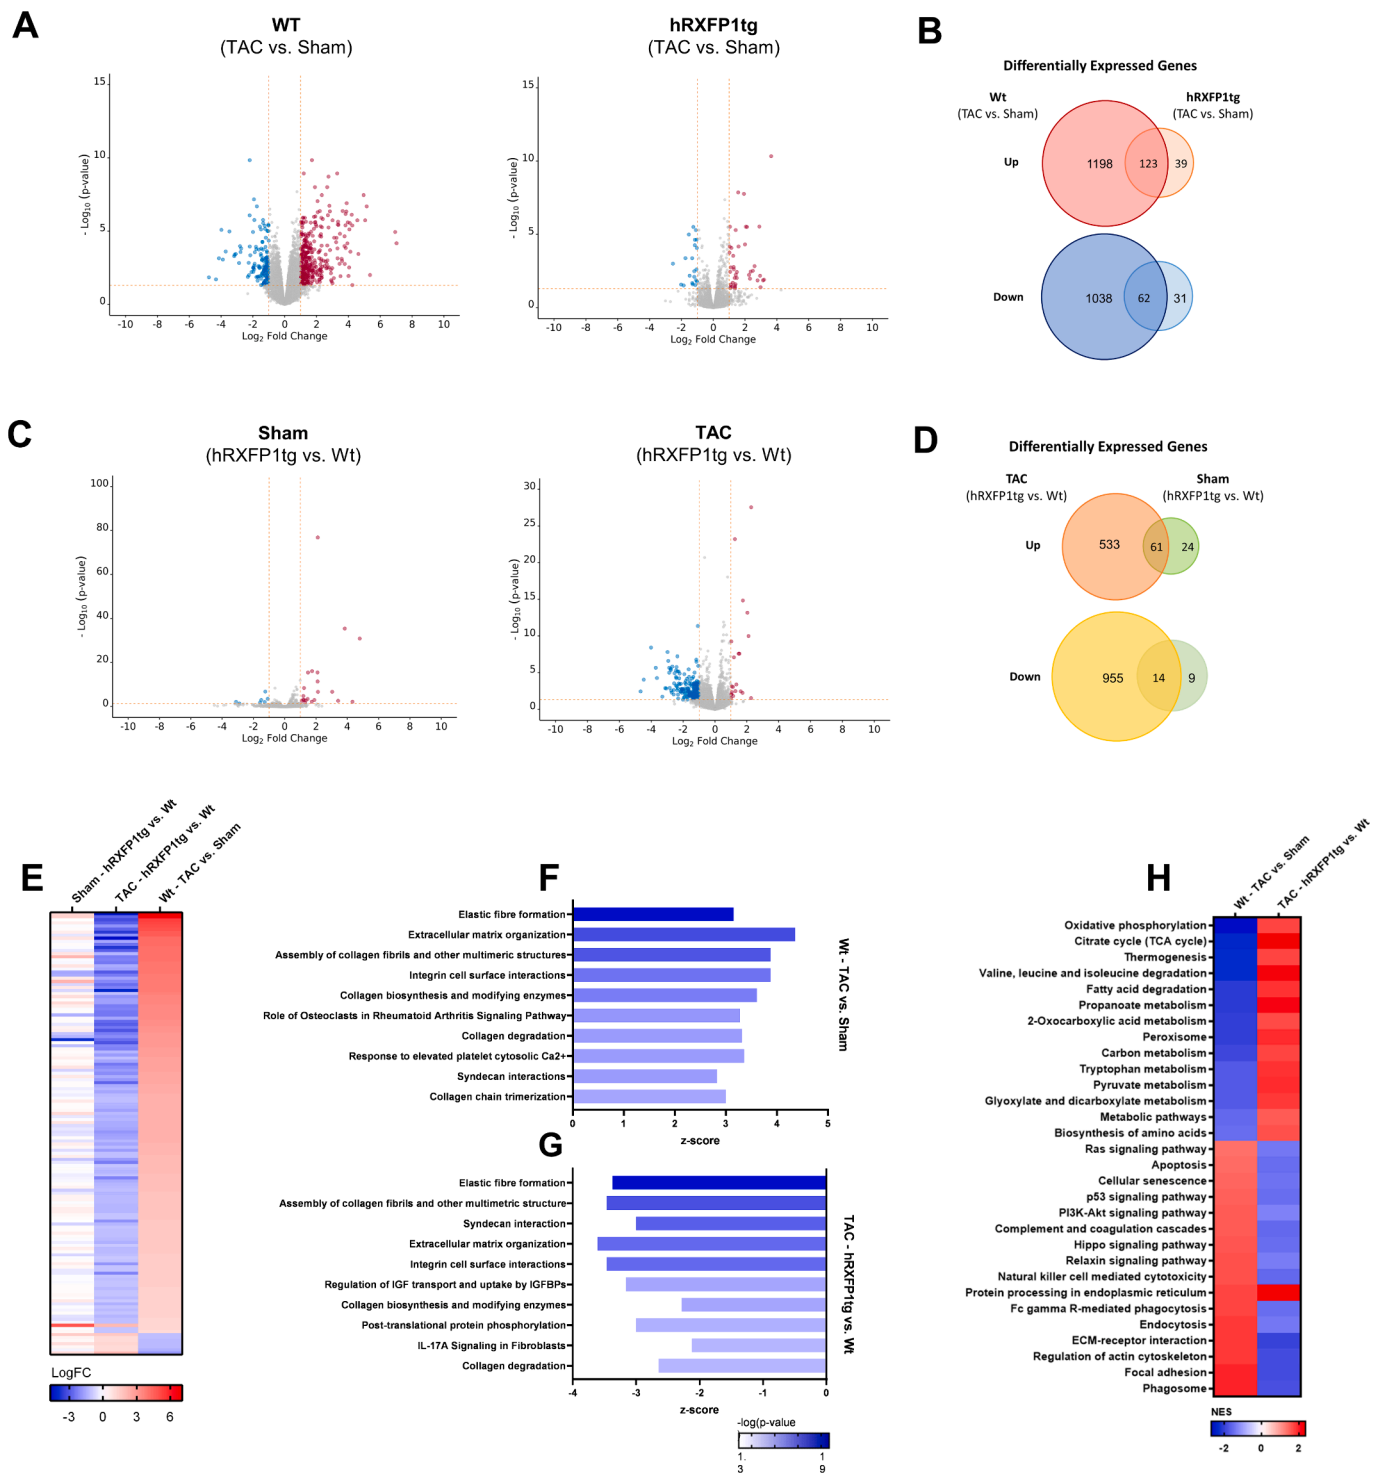 A
WT
(TAC vs. Sham)
15
10
5
0
- Log10 (p-value)
-10 -8 -6 -4 -2 0 2 4 6 8 10
Log2 Fold Change
hRXFP1tg
(TAC vs. Sham)
15
10
5
0
- Log10 (p-value)
-10 -8 -6 -4 -2 0 2 4 6 8 10
Log2 Fold Change
B
Differentially Expressed Genes
Wt
(TAC vs. Sham)
hRXFP1tg
(TAC vs. Sham)
Up
1198
123
39
Down
1038
62
31
C
Sham
(hRXFP1tg vs. Wt)
100
80
60
40
20
0
- Log10 (p-value)
-10 -8 -6 -4 -2 0 2 4 6 8 10
Log2 Fold Change
TAC
(hRXFP1tg vs. Wt)
30
25
20
15
10
5
0
- Log10 (p-value)
-10 -8 -6 -4 -2 0 2 4 6 8 10
Log2 Fold Change
D
Differentially Expressed Genes
TAC
(hRXFP1tg vs. Wt)
Sham
(hRXFP1tg vs. Wt)
Up
533
61
24
Down
955
14
9
E
Sham - hRXFP1tg vs. Wt
TAC - hRXFP1tg vs. Wt
Wt - TAC vs. Sham
LogFC
-3 0 3 6
F
Elastic fibre formation
Extracellular matrix organization
Assembly of collagen fibrils and other multimeric structures
Integrin cell surface interactions
Collagen biosynthesis and modifying enzymes
Role of Osteoclasts in Rheumatoid Arthritis Signaling Pathway
Collagen degradation
Response to elevated platelet cytosolic Ca2+
Syndecan interactions
Collagen chain trimerization
0 1 2 3 4 5
z-score
Wt - TAC vs. Sham
G
Elastic fibre formation
Assembly of collagen fibrils and other multimetric structure
Syndecan interaction
Extracellular matrix organization
Integrin cell surface interactions
Regulation of IGF transport and uptake by IGFBPs
Collagen biosynthesis and modifying enzymes
Post-translational protein phosphorylation
IL-17A Signaling in Fibroblasts
Collagen degradation
-4 -3 -2 -1 0
z-score
TAC - hRXFP1tg vs. Wt
-log(p-value
1. 1
3 9
H
Wt - TAC vs. Sham
TAC - hRXFP1tg vs. Wt
Oxidative phosphorylation
Citrate cycle (TCA cycle)
Thermogenesis
Valine, leucine and isoleucine degradation
Fatty acid degradation
Propanoate metabolism
2-Oxocarboxylic acid metabolism
Peroxisome
Carbon metabolism
Tryptophan metabolism
Pyruvate metabolism
Glyoxylate and dicarboxylate metabolism
Metabolic pathways
Biosynthesis of amino acids
Ras signaling pathway
Apoptosis
Cellular senescence
p53 signaling pathway
PI3K-Akt signaling pathway
Complement and coagulation cascades
Hippo signaling pathway
Relaxin signaling pathway
Natural killer cell mediated cytotoxicity
Protein processing in endoplasmic reticulum
Fc gamma R-mediated phagocytosis
Endocytosis
ECM-receptor interaction
Regulation of actin cytoskeleton
Focal adhesion
Phagosome
NES
-2 0 2